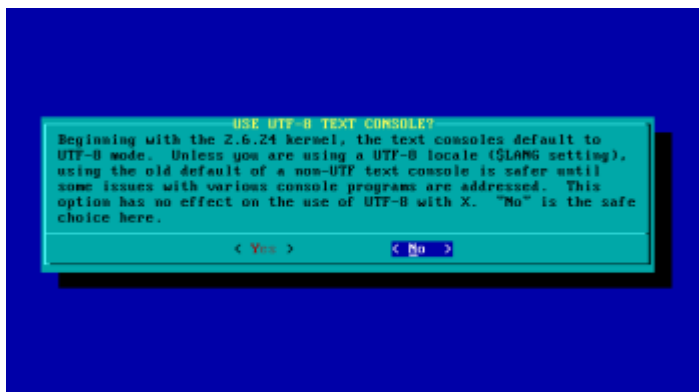 USE UTF-8 TEXT CONSOLE?
Beginning with the 2.6.24 kernel, the text consoles default to
UTF-8 mode.  Unless you are using a UTF-8 locale ($LANG setting),
using the old default of a non-UTF text console is safer until
some issues with various console programs are addressed.  This
option has no effect on the use of UTF-8 with X.  "No" is the safe
choice here.
< Yes > < No >